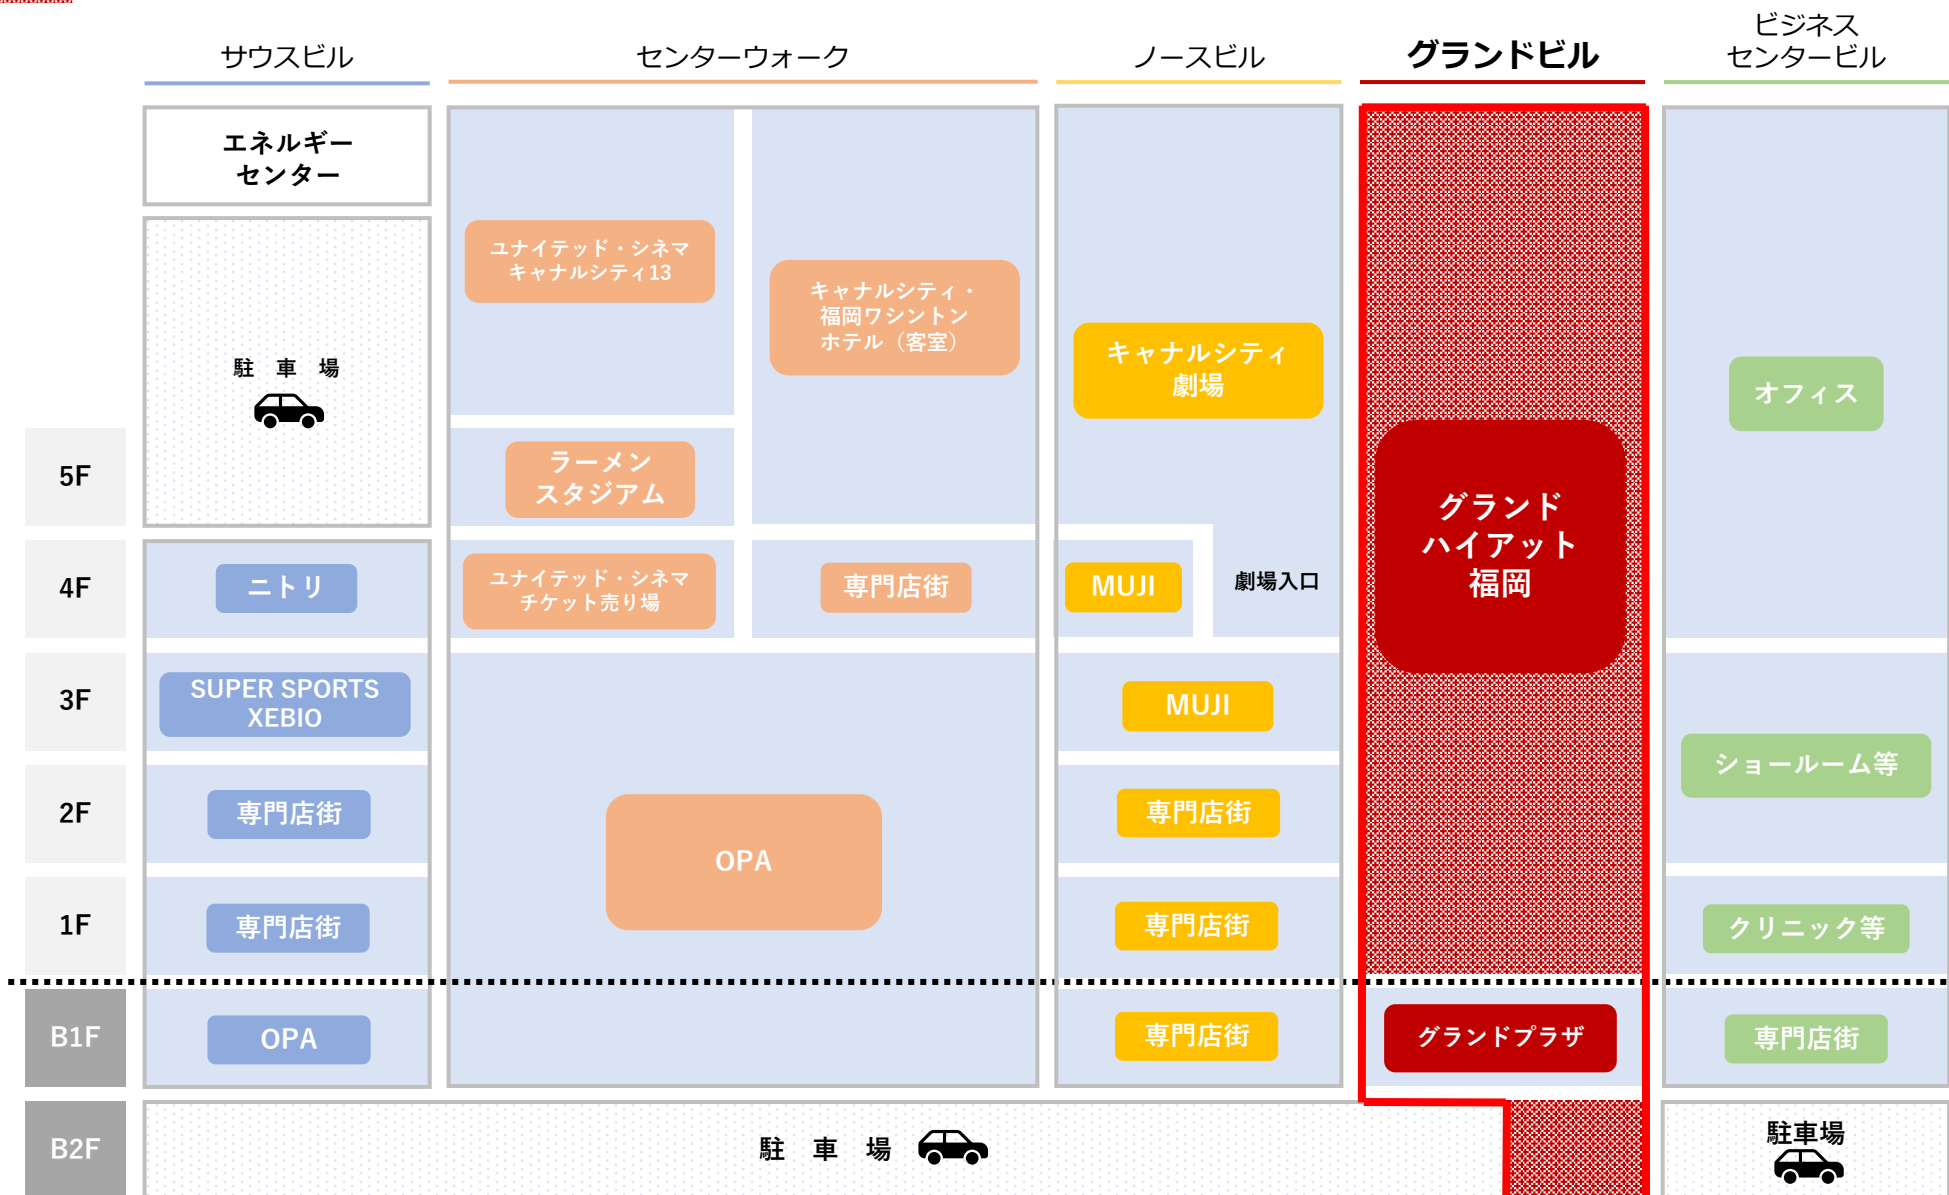 サウスビル
センターウォーク
ノースビル
グランドビル
ビジネス
センタービル
エネルギー
センター
駐 車 場
ユナイテッド・シネマ
キャナルシティ13
キャナルシティ・
福岡ワシントン
ホテル（客室）
キャナルシティ
劇場
オフィス
5F
ラーメン
スタジアム
グランド
ハイアット
福岡
4F
ニトリ
ユナイテッド・シネマ
チケット売り場
専門店街
MUJI
劇場入口
3F
SUPER SPORTS
XEBIO
MUJI
ショールーム等
2F
専門店街
OPA
専門店街
1F
専門店街
専門店街
クリニック等
B1F
OPA
専門店街
グランドプラザ
専門店街
B2F
駐 車 場
駐車場